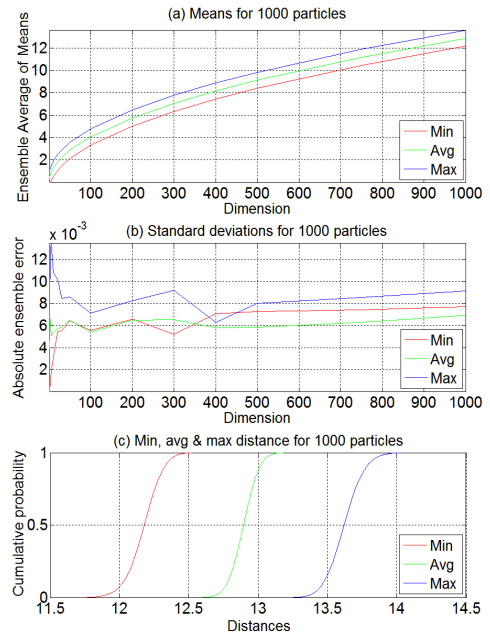 (a) Means for 1000 particles
Ensemble Average of Means
12
10
8
6
4
2
100 200 300 400 500 600 700 800 900 1000
Dimension
Min
Avg
Max
x 10-3
(b) Standard deviations for 1000 particles
Absolute ensemble error
12
10
8
6
4
2
100 200 300 400 500 600 700 800 900 1000
Dimension
Min
Avg
Max
(c) Min, avg & max distance for 1000 particles
Cumulative probability
1
0.5
0
11.5 12 12.5 13 13.5 14 14.5
Distances
Min
Avg
Max